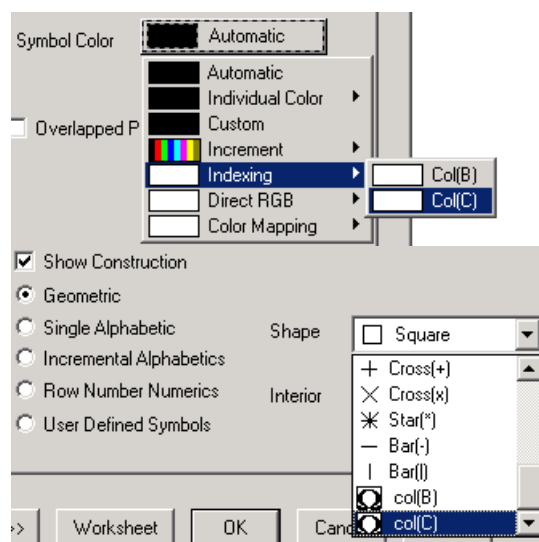 Symbol Color Automatic
Automatic
Individual Color
Overlapped P Custom
Increment
Indexing Col(B)
Direct RGB Col(C)
Color Mapping
Show Construction
Geometric
Single Alphabetic Shape Square
Incremental Alphabetics Cross(+)
Row Number Numerics Interior Cross(x)
User Defined Symbols Star(*)
Bar(-)
Bar(|)
col(B)
>> Worksheet OK Canc col(C)